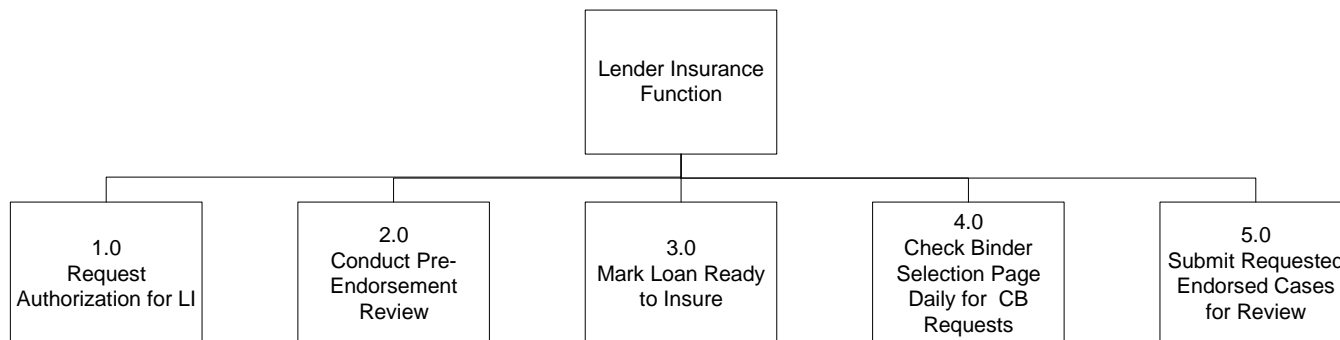 Lender Insurance
Function
1.0
Request
Authorization for LI
2.0
Conduct Pre-
Endorsement
Review
3.0
Mark Loan Ready
to Insure
4.0
Check Binder
Selection Page
Daily for  CB
Requests
5.0
Submit Requested
Endorsed Cases
for Review